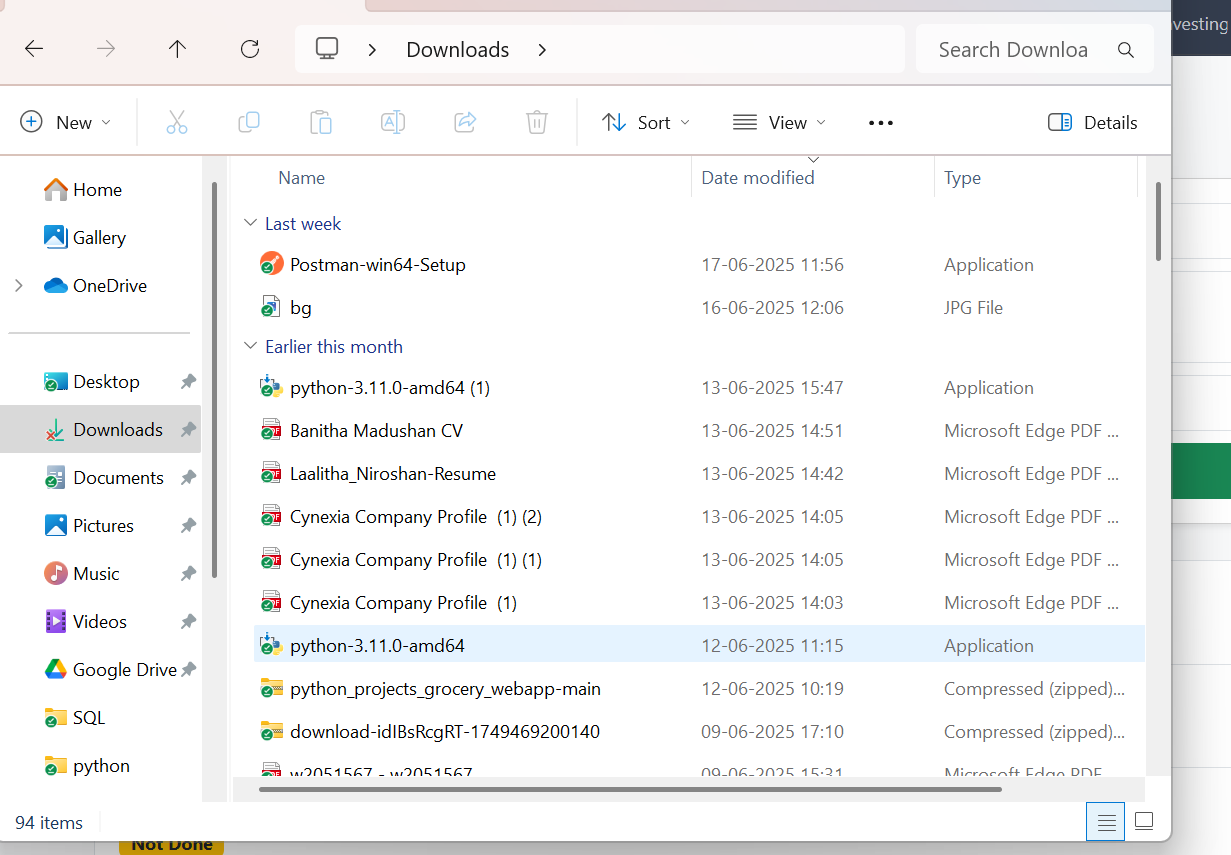 vesting
Downloads
Search Downloa
New
Sort
View
Details
Name Date modified Type
Home
Gallery
OneDrive
Desktop
Downloads
Documents
Pictures
Music
Videos
Google Drive
SQL
python
Last week
Postman-win64-Setup 17-06-2025 11:56 Application
bg 16-06-2025 12:06 JPG File
Earlier this month
python-3.11.0-amd64 (1) 13-06-2025 15:47 Application
Banitha Madushan CV 13-06-2025 14:51 Microsoft Edge PDF ...
Laalitha_Niroshan-Resume 13-06-2025 14:42 Microsoft Edge PDF ...
Cynexia Company Profile (1) (2) 13-06-2025 14:05 Microsoft Edge PDF ...
Cynexia Company Profile (1) (1) 13-06-2025 14:05 Microsoft Edge PDF ...
Cynexia Company Profile (1) 13-06-2025 14:03 Microsoft Edge PDF ...
python-3.11.0-amd64 12-06-2025 11:15 Application
python_projects_grocery_webapp-main 12-06-2025 10:19 Compressed (zipped)...
download-idIBsRcgRT-1749469200140 09-06-2025 17:10 Compressed (zipped)...
w2051567 - w2051567 09-06-2025 15:31 Microsoft Edge PDF
94 items
Not Done